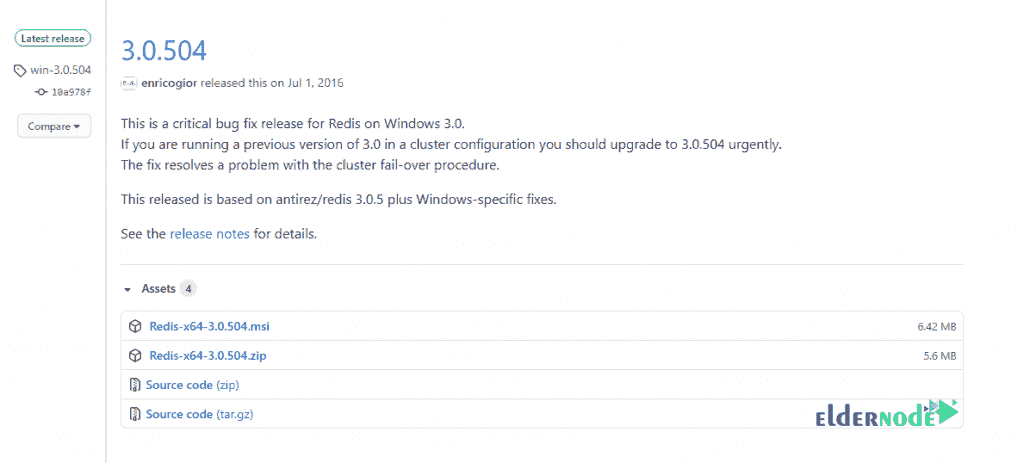 Latest release
win-3.0.504
10a978f
Compare
3.0.504
enricogior released this on Jul 1, 2016
This is a critical bug fix release for Redis on Windows 3.0.
If you are running a previous version of 3.0 in a cluster configuration you should upgrade to 3.0.504 urgently.
The fix resolves a problem with the cluster fail-over procedure.
This released is based on antirez/redis 3.0.5 plus Windows-specific fixes.
See the release notes for details.
Assets 4
Redis-x64-3.0.504.msi 6.42 MB
Redis-x64-3.0.504.zip 5.6 MB
Source code (zip)
Source code (tar.gz)
ELDERNODE